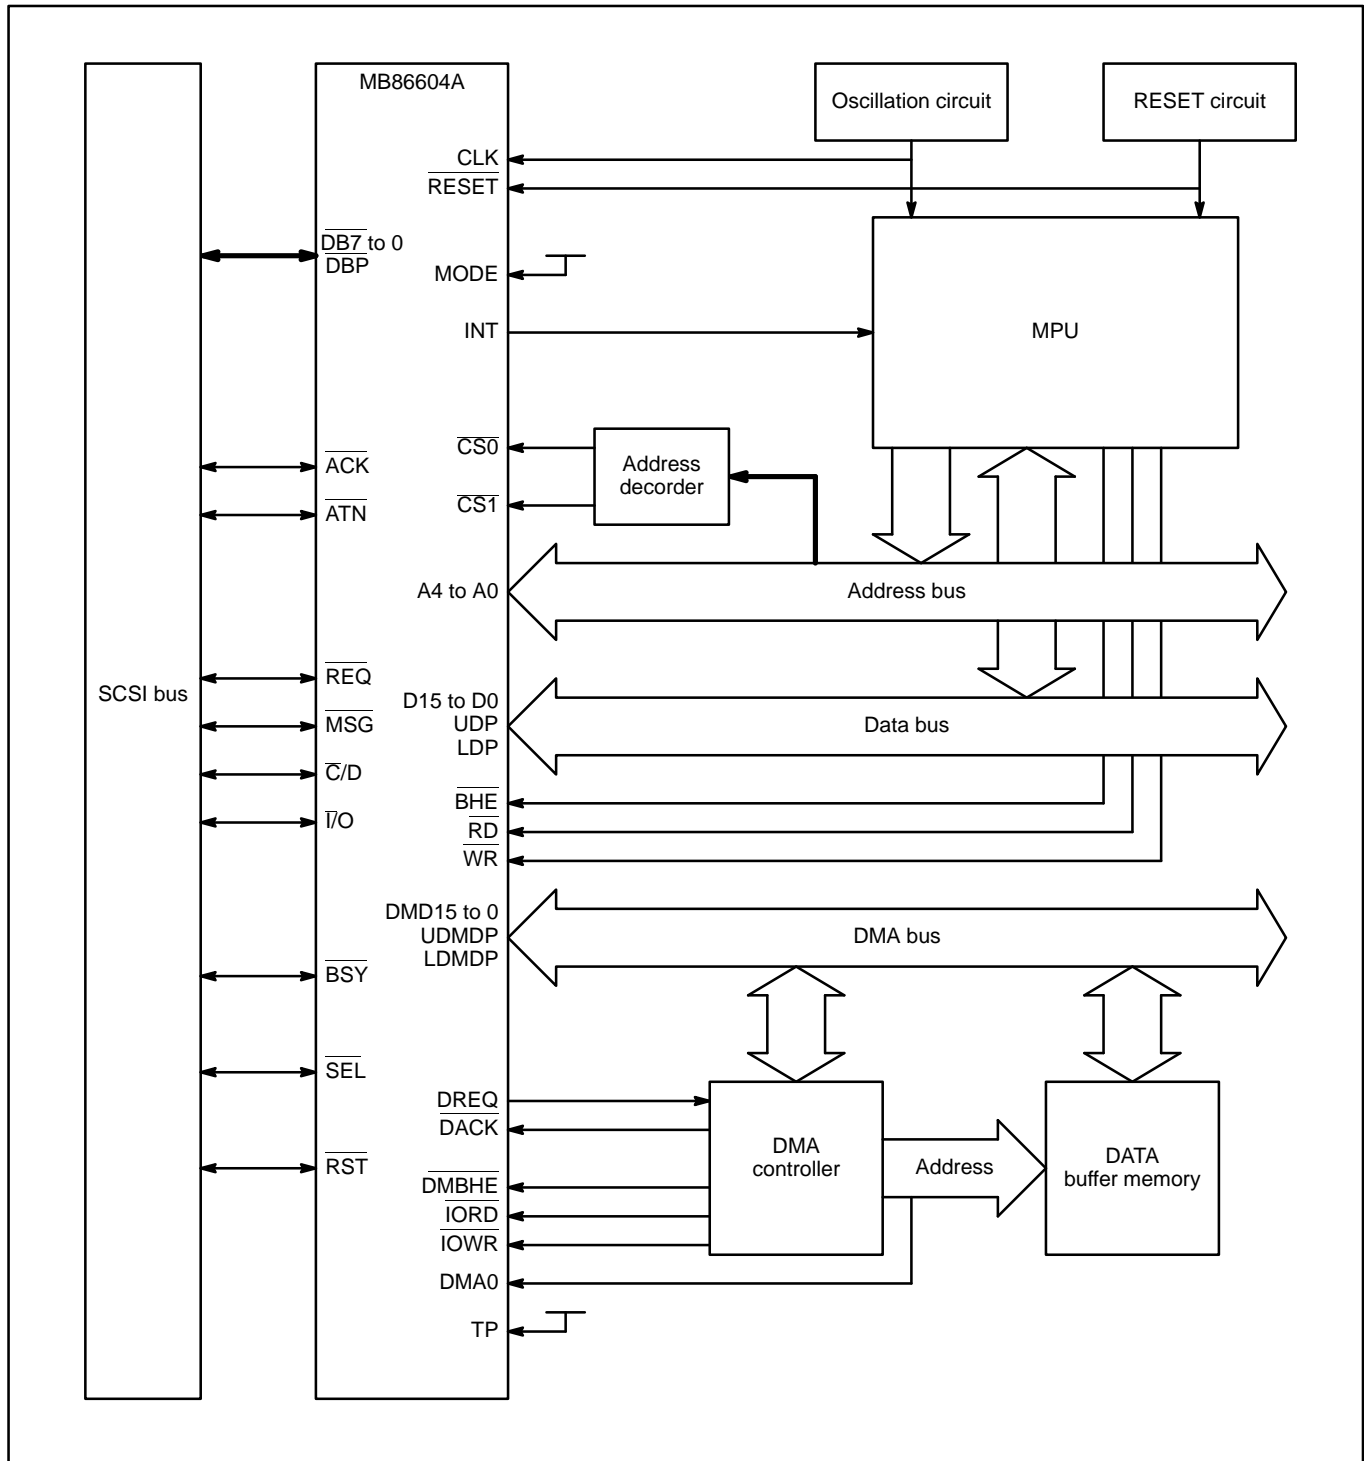 MB86604A
Oscillation circuit
RESET circuit
CLK
RESET
DB7 to 0
DBP
MODE
INT
MPU
CS0
CS1
Address
decorder
ACK
ATN
A4 to A0
Address bus
SCSI bus
REQ
MSG
C/D
I/O
D15 to D0
UDP
LDP
Data bus
BHE
RD
WR
DMD15 to 0
UDMDP
LDMDP
DMA bus
BSY
SEL
RST
DREQ
DACK
DMBHE
IORD
IOWR
DMA0
TP
DMA
controller
Address
DATA
buffer memory